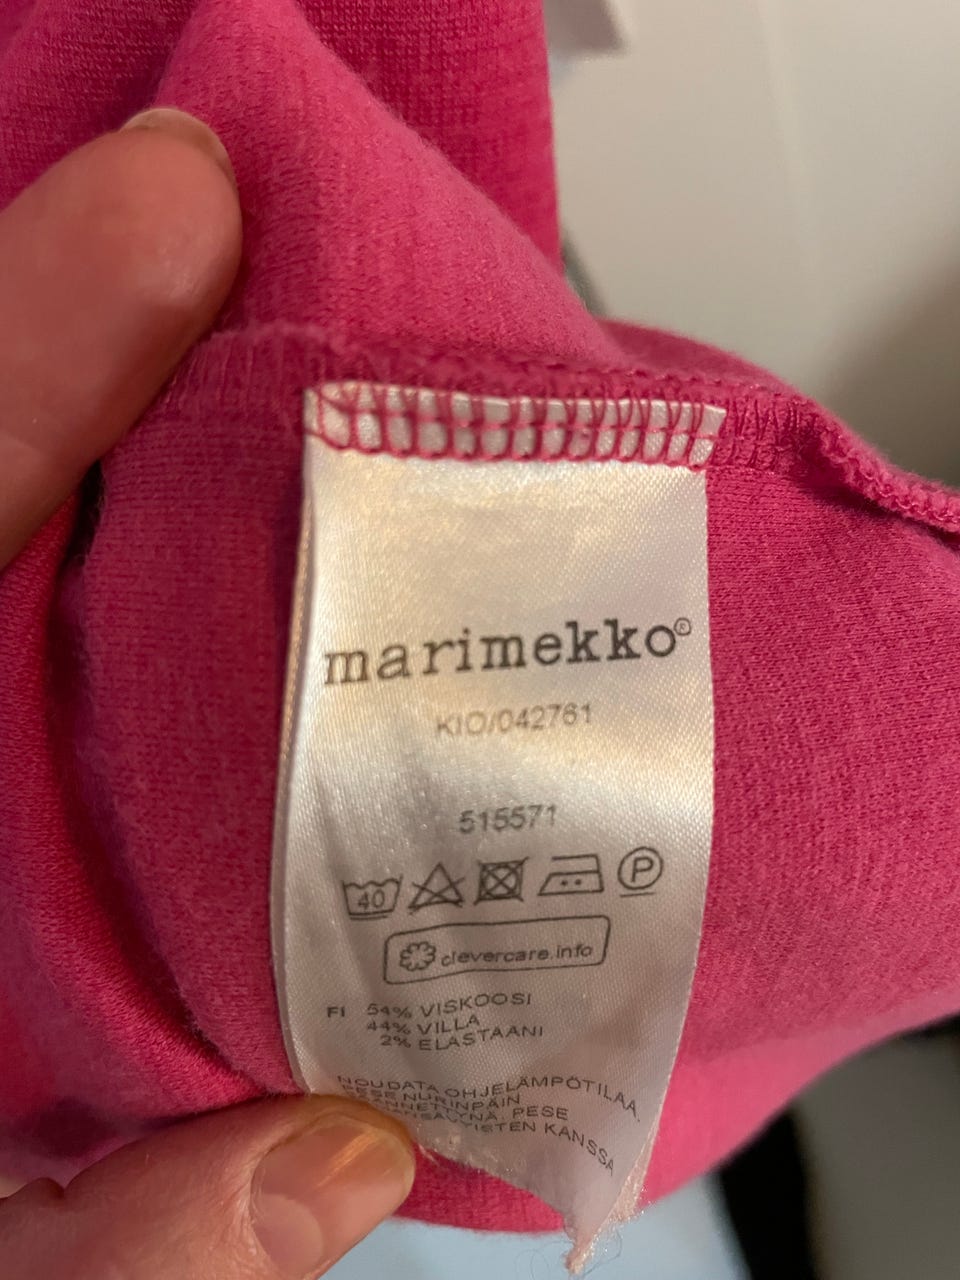 marimekko®
KIO/042761
515571
40 P
clevercare.info
FI 54% VISKOOSI
44% VILLA
2% ELASTAANI
NOUDATA OHJELÄMPÖTILAA.
PESE NURINPÄIN
PESE
KANSSA